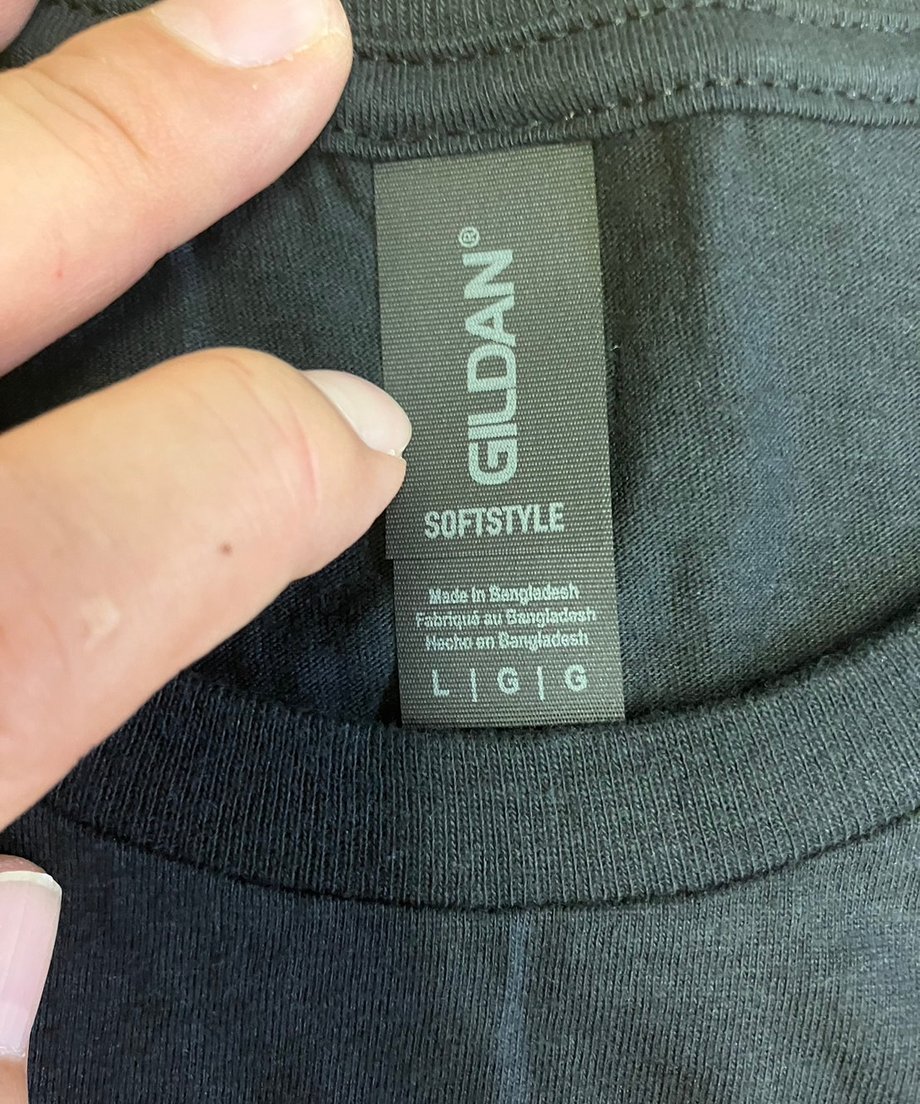 GILDAN®
SOFTSTYLE
Made in Bangladesh
Fabriqué au Bangladesh
Hecho en Bangladesh
L | G | G